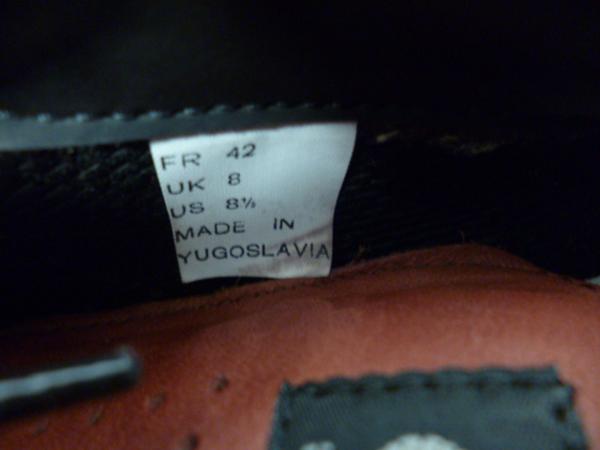 FR 42
UK 8
US 8½
MADE IN
YUGOSLAVIA